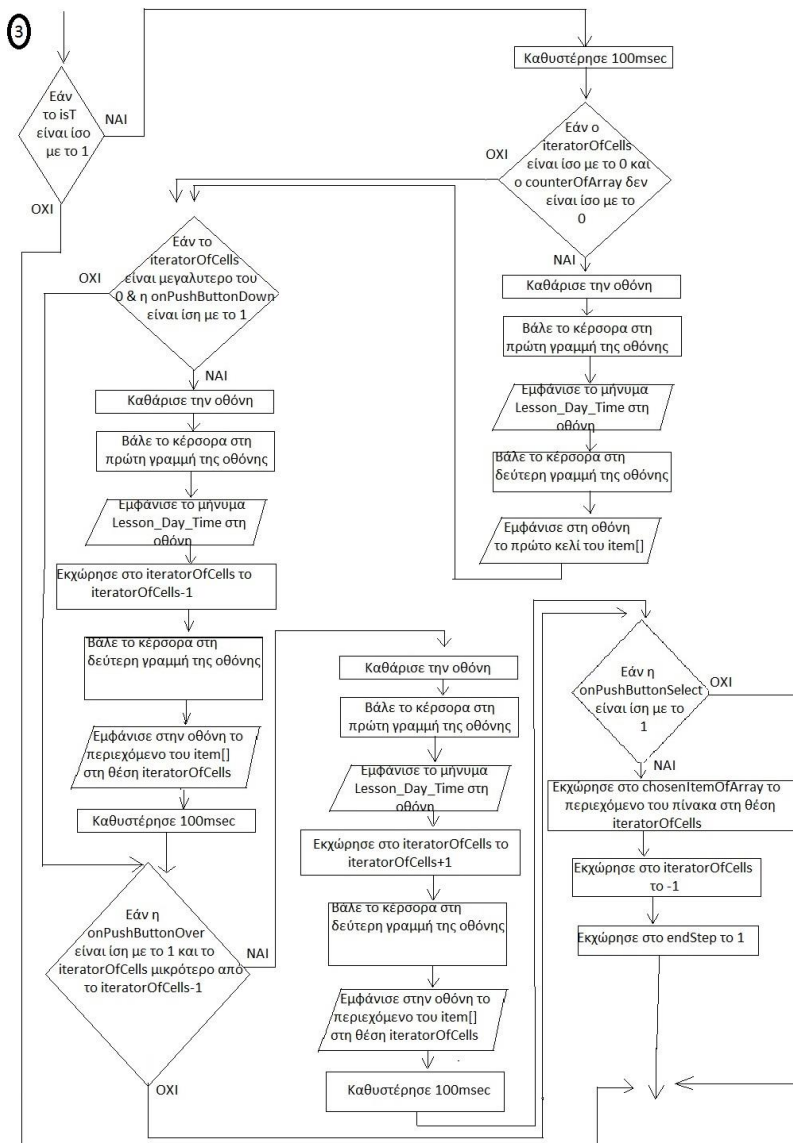 3
Εάν
το isT
είναι ίσο
με το 1
ΝΑΙ
ΟΧΙ
Καθυστέρησε 100msec
Εάν ο
iteratorOfCells
είναι ίσο με το 0 και
ο counterOfArray δεν
είναι ίσο με το
0
ΟΧΙ
ΝΑΙ
Καθάρισε την οθόνη
Βάλε το κέρσορα στη
πρώτη γραμμή της οθόνης
Εμφάνισε το μήνυμα
Lesson_Day_Time στη
οθόνη
Βάλε το κέρσορα στη
δεύτερη γραμμή της οθόνης
Εμφάνισε στη οθόνη
το πρώτο κελί του item[]
Εάν το
iteratorOfCells
είναι μεγαλυτερο του
0 & η onPushButtonDown
είναι ίση με το 1
ΟΧΙ
ΝΑΙ
Καθάρισε την οθόνη
Βάλε το κέρσορα στη
πρώτη γραμμή της οθόνης
Εμφάνισε το μήνυμα
Lesson_Day_Time στη
οθόνη
Εκχώρησε στο iteratorOfCells το
iteratorOfCells-1
Βάλε το κέρσορα στη
δεύτερη γραμμή της οθόνης
Εμφάνισε στην οθόνη το
περιεχόμενο του item[]
στη θέση iteratorOfCells
Καθυστέρησε 100msec
Εάν η
onPushButtonOver
είναι ίση με το 1 και το
iteratorOfCells μικρότερο από
το iteratorOfCells-1
ΝΑΙ
ΟΧΙ
Καθάρισε την οθόνη
Βάλε το κέρσορα στη
πρώτη γραμμή της οθόνης
Εμφάνισε το μήνυμα
Lesson_Day_Time στη
οθόνη
Εκχώρησε στο iteratorOfCells το
iteratorOfCells+1
Βάλε το κέρσορα στη
δεύτερη γραμμή της οθόνης
Εμφάνισε στην οθόνη το
περιεχόμενο του item[]
στη θέση iteratorOfCells
Καθυστέρησε 100msec
Εάν η
onPushButtonSelect
είναι ίση με το
1
ΟΧΙ
ΝΑΙ
Εκχώρησε στο chosenItemOfArray το
περιεχόμενο του πίνακα στη θέση
iteratorOfCells
Εκχώρησε στο iteratorOfCells
το -1
Εκχώρησε στο endStep το 1